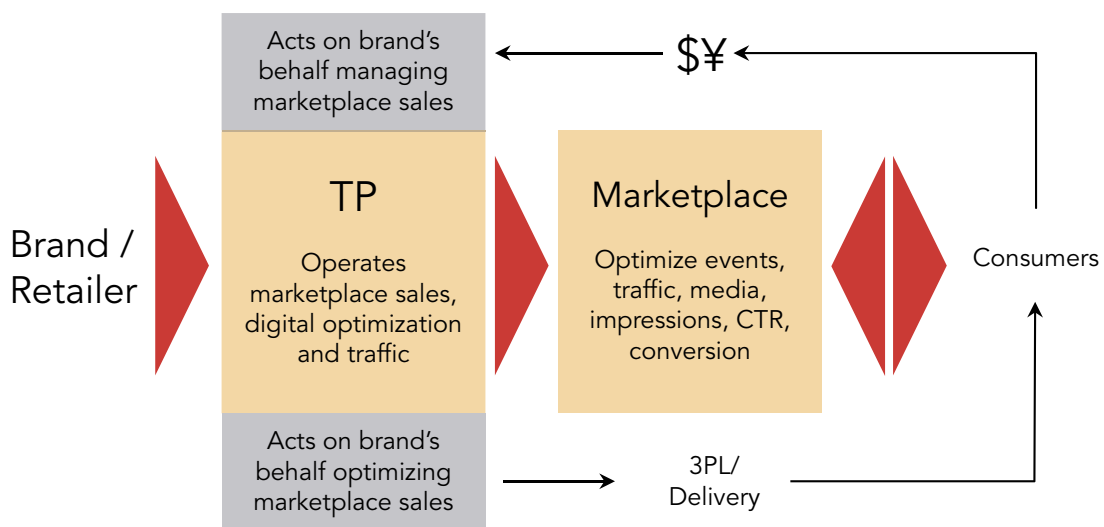 Acts on brand’s
behalf managing
marketplace sales
$¥
Brand /
Retailer
TP
Operates
marketplace sales,
digital optimization
and traffic
Marketplace
Optimize events,
traffic, media,
impressions, CTR,
conversion
Consumers
Acts on brand’s
behalf optimizing
marketplace sales
3PL/
Delivery